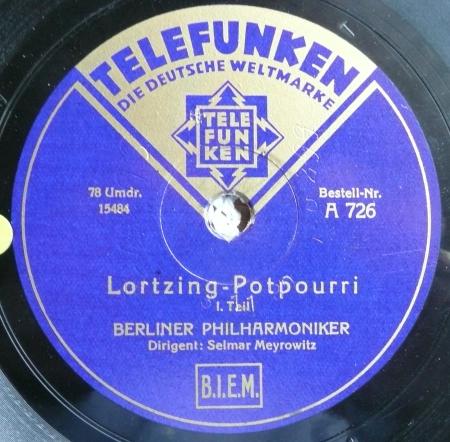 TELEFUNKEN
DIE DEUTSCHE WELTMARKE
TELE
FUN
KEN
78 Umdr.
15484
Bestell-Nr.
A 726
Lortzing-Potpourri
I. Teil
BERLINER PHILHARMONIKER
Dirigent: Selmar Meyrowitz
B.I.E.M.